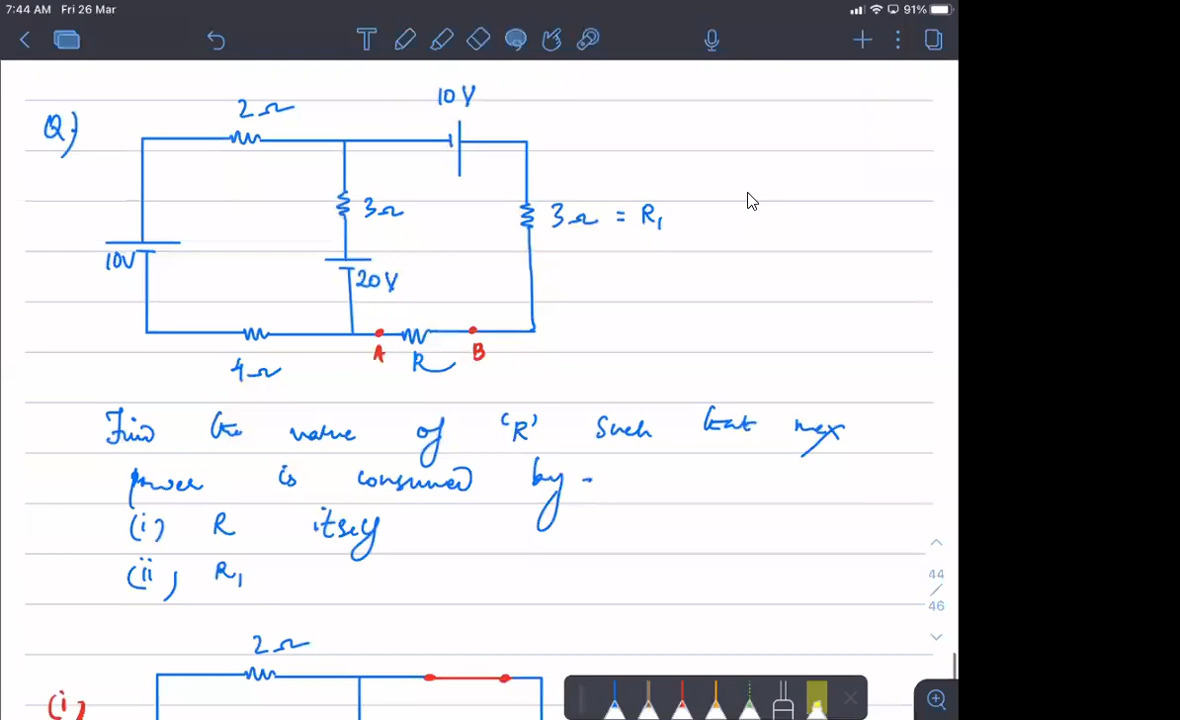 7:44 AM Fri 26 Mar
91%
Q)
2Ω
10V
3Ω
3Ω = R1
10V
20V
4Ω
A
R
B
Find the value of 'R' such that max
power is consumed by -
(i) R itself
(ii) R1
44
/
46
2Ω
(i)